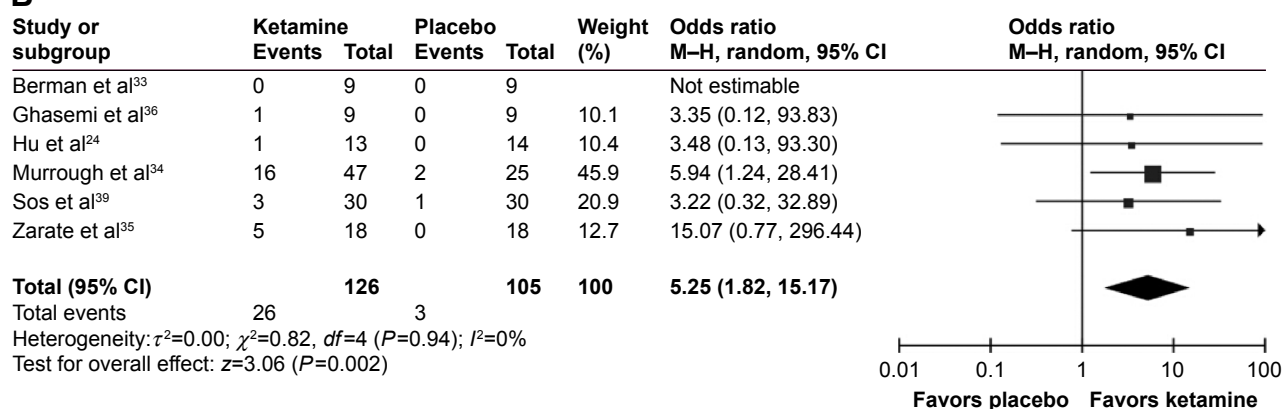 B
Study or Ketamine Placebo Weight Odds ratio Odds ratio
subgroup Events Total Events Total (%) M–H, random, 95% CI M–H, random, 95% CI
Berman et al³³ 0 9 0 9 Not estimable
Ghasemi et al³⁶ 1 9 0 9 10.1 3.35 (0.12, 93.83)
Hu et al²⁴ 1 13 0 14 10.4 3.48 (0.13, 93.30)
Murrough et al³⁴ 16 47 2 25 45.9 5.94 (1.24, 28.41)
Sos et al³⁹ 3 30 1 30 20.9 3.22 (0.32, 32.89)
Zarate et al³⁵ 5 18 0 18 12.7 15.07 (0.77, 296.44)
Total (95% CI) 126 105 100 5.25 (1.82, 15.17)
Total events 26 3
Heterogeneity: τ²=0.00; χ²=0.82, df=4 (P=0.94); I²=0%
Test for overall effect: z=3.06 (P=0.002)
0.01 0.1 1 10 100
Favors placebo Favors ketamine